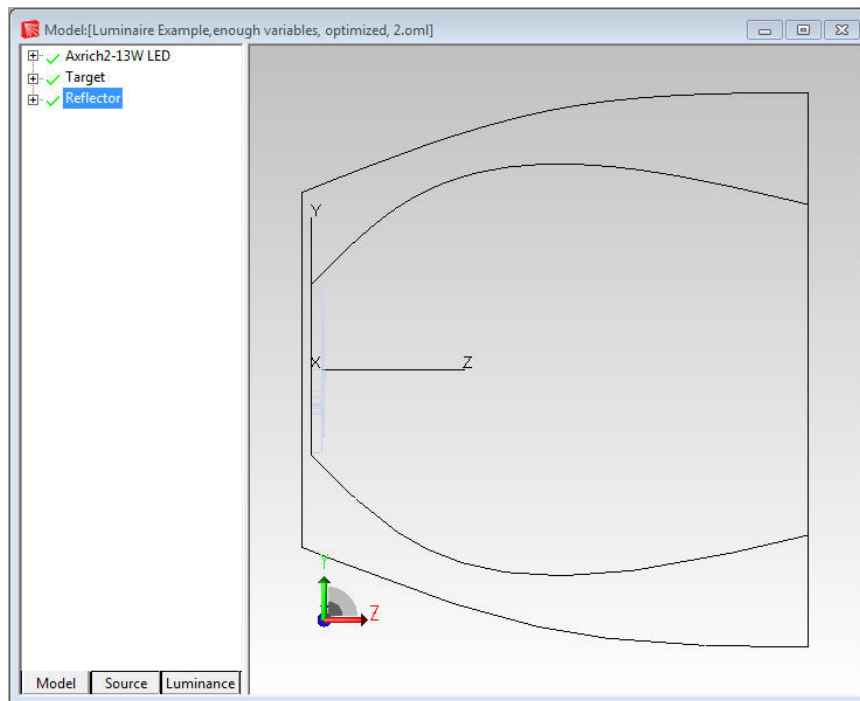 Model:[Luminaire Example,enough variables, optimized, 2.oml]
Axrich2-13W LED
Target
Reflector
Y
X
Z
Y
Z
Model
Source
Luminance